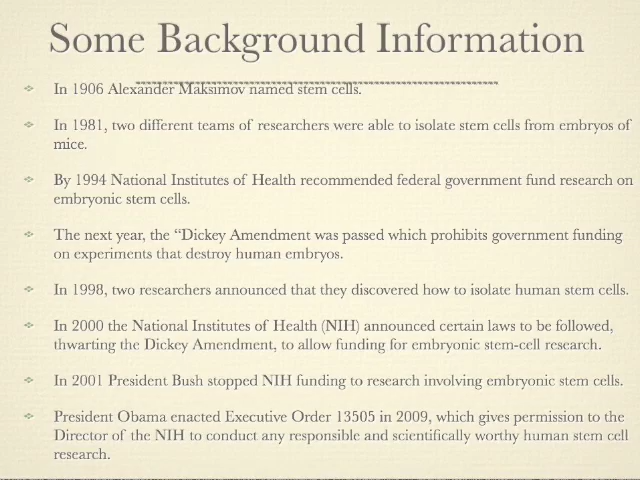 Some Background Information
In 1906 Alexander Maksimov named stem cells.
In 1981, two different teams of researchers were able to isolate stem cells from embryos of
mice.
By 1994 National Institutes of Health recommended federal government fund research on
embryonic stem cells.
The next year, the “Dickey Amendment was passed which prohibits government funding
on experiments that destroy human embryos.
In 1998, two researchers announced that they discovered how to isolate human stem cells.
In 2000 the National Institutes of Health (NIH) announced certain laws to be followed,
thwarting the Dickey Amendment, to allow funding for embryonic stem-cell research.
In 2001 President Bush stopped NIH funding to research involving embryonic stem cells.
President Obama enacted Executive Order 13505 in 2009, which gives permission to the
Director of the NIH to conduct any responsible and scientifically worthy human stem cell
research.